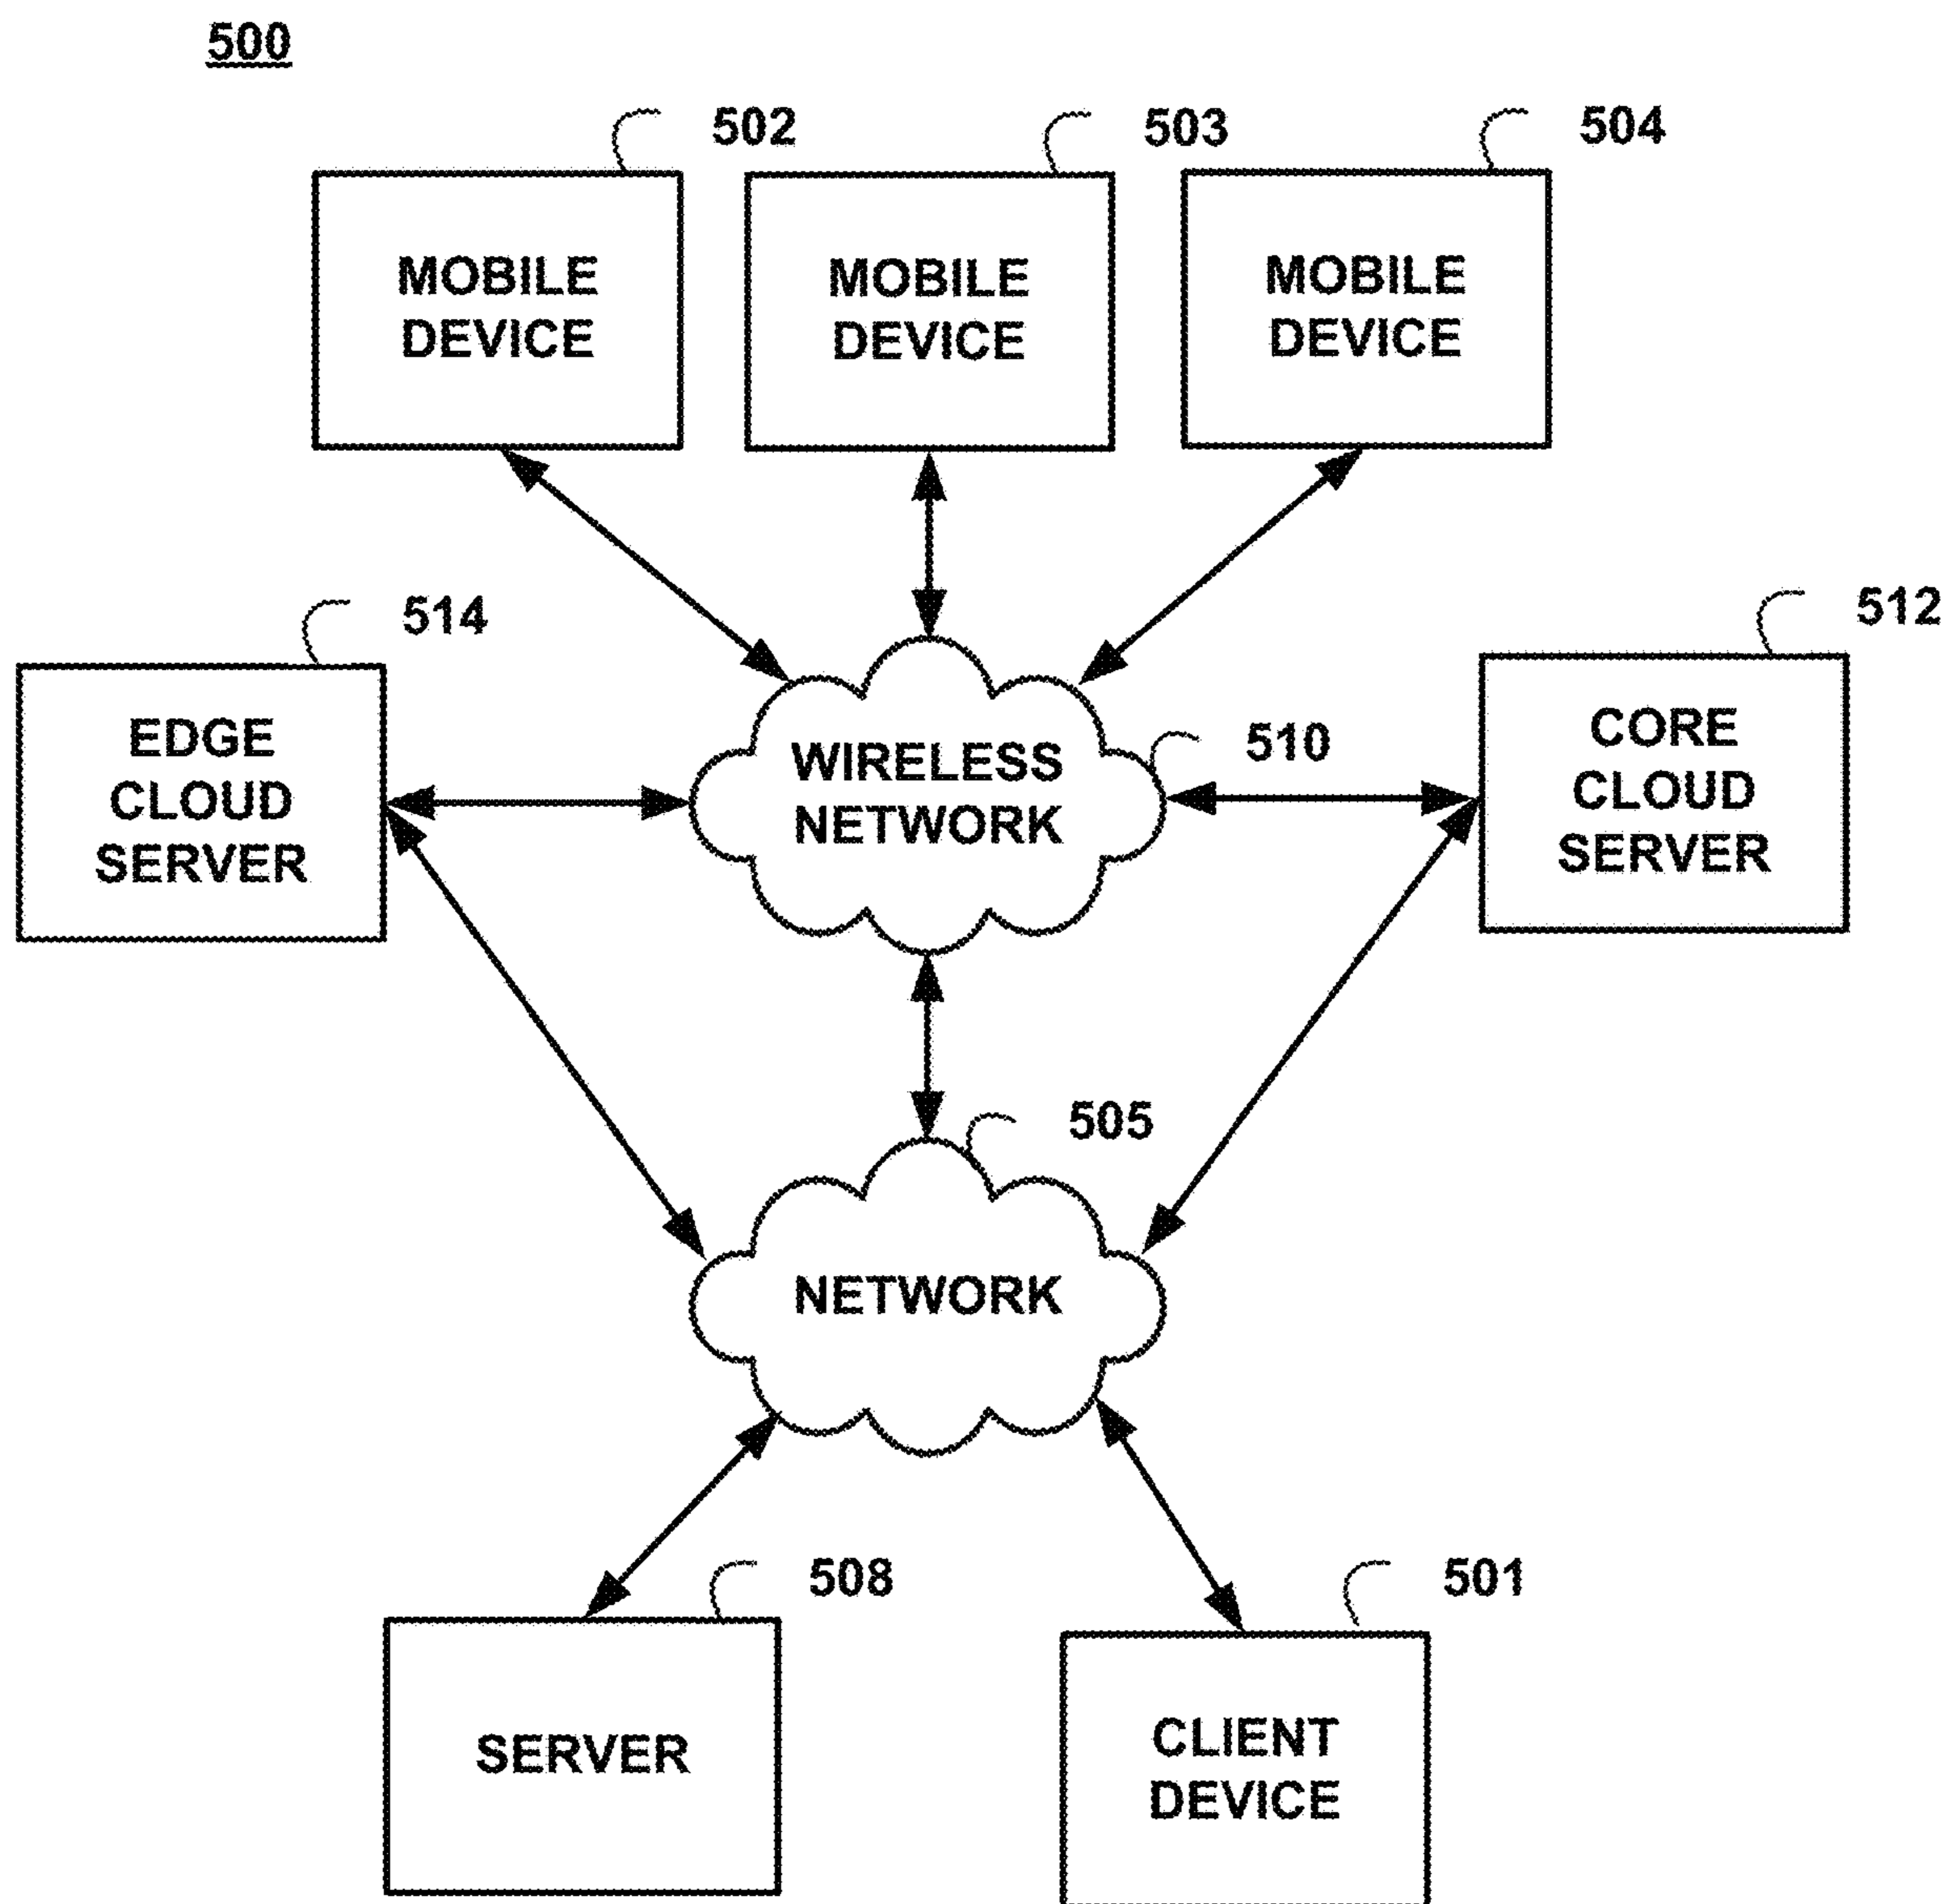 500
502
503
504
MOBILE
DEVICE
MOBILE
DEVICE
MOBILE
DEVICE
514
512
EDGE
CLOUD
SERVER
WIRELESS
NETWORK
510
CORE
CLOUD
SERVER
505
NETWORK
508
501
SERVER
CLIENT
DEVICE